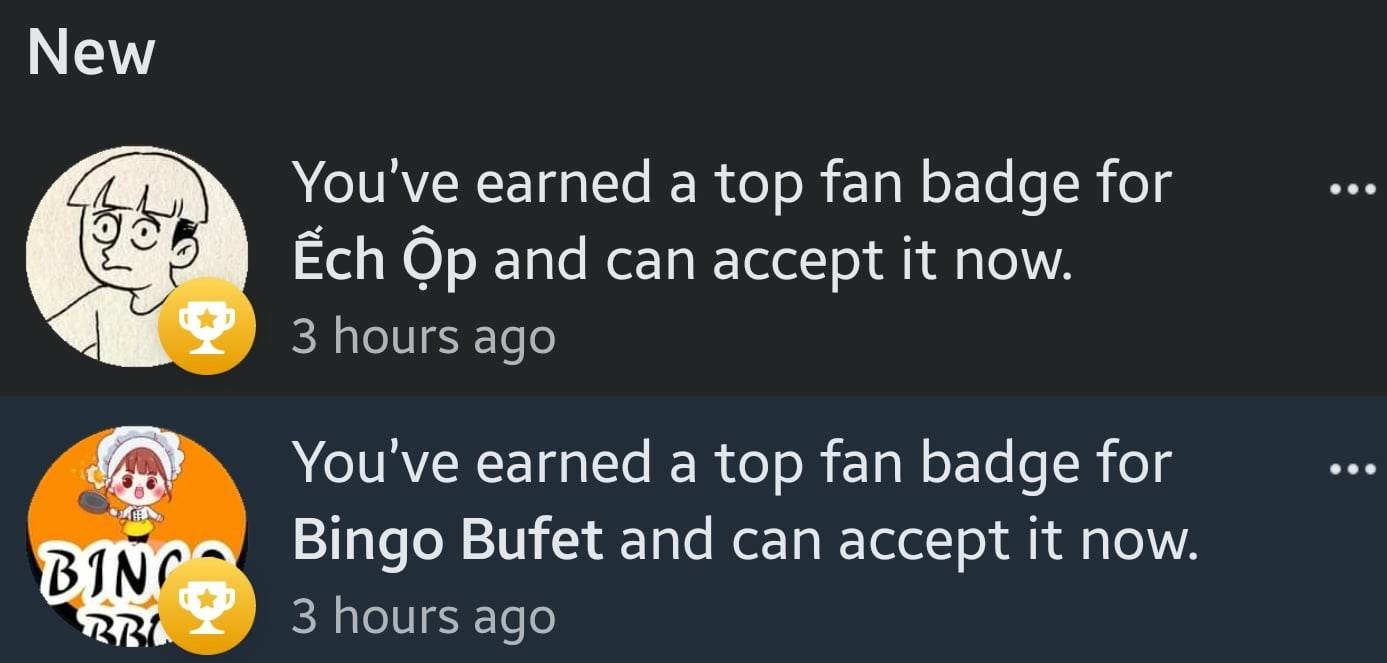 New
You’ve earned a top fan badge for
Ếch Ộp and can accept it now.
3 hours ago
You’ve earned a top fan badge for
Bingo Bufet and can accept it now.
3 hours ago
BINGO
BB